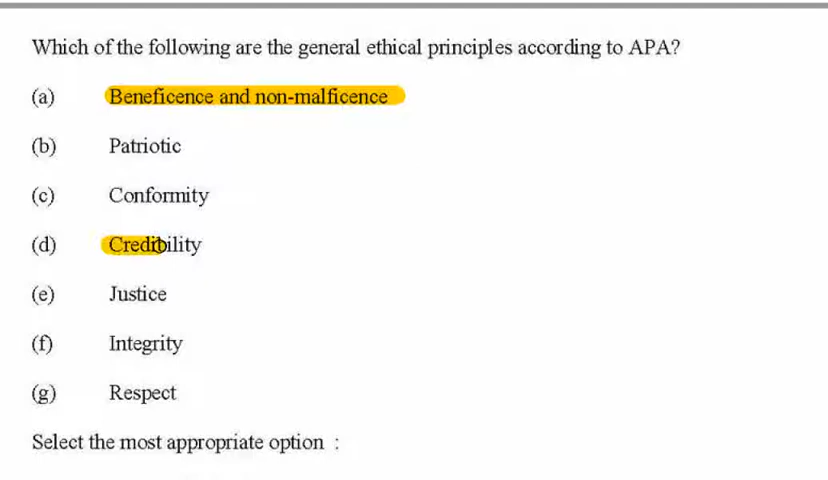 Which of the following are the general ethical principles according to APA?
(a) Beneficence and non-malficence
(b) Patriotic
(c) Conformity
(d) Credibility
(e) Justice
(f) Integrity
(g) Respect
Select the most appropriate option :